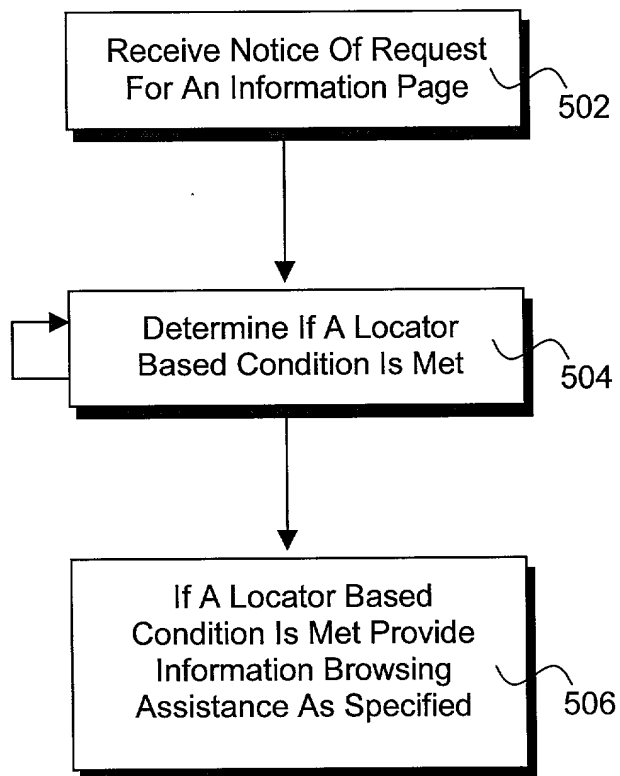 Receive Notice Of Request
For An Information Page
502
Determine If A Locator
Based Condition Is Met
504
If A Locator Based
Condition Is Met Provide
Information Browsing
Assistance As Specified
506